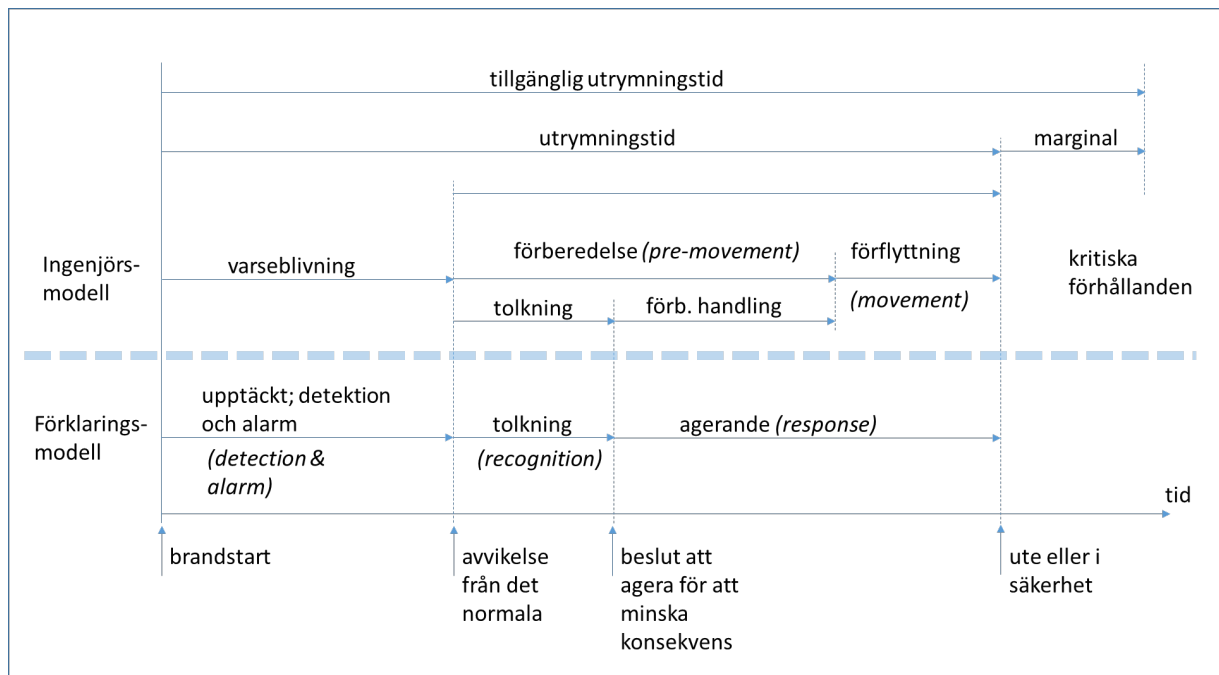 tillgänglig utrymningstid
utrymningstid
marginal
Ingenjörs-
modell
varseblivning
förberedelse (pre-movement)
förflyttning
(movement)
kritiska
förhållanden
tolkning
förb. handling
Förklarings-
modell
upptäckt; detektion
och alarm
(detection &
alarm)
tolkning
(recognition)
agerande (response)
tid
brandstart
avvikelse
från det
normala
beslut att
agera för att
minska
konsekvens
ute eller i
säkerhet